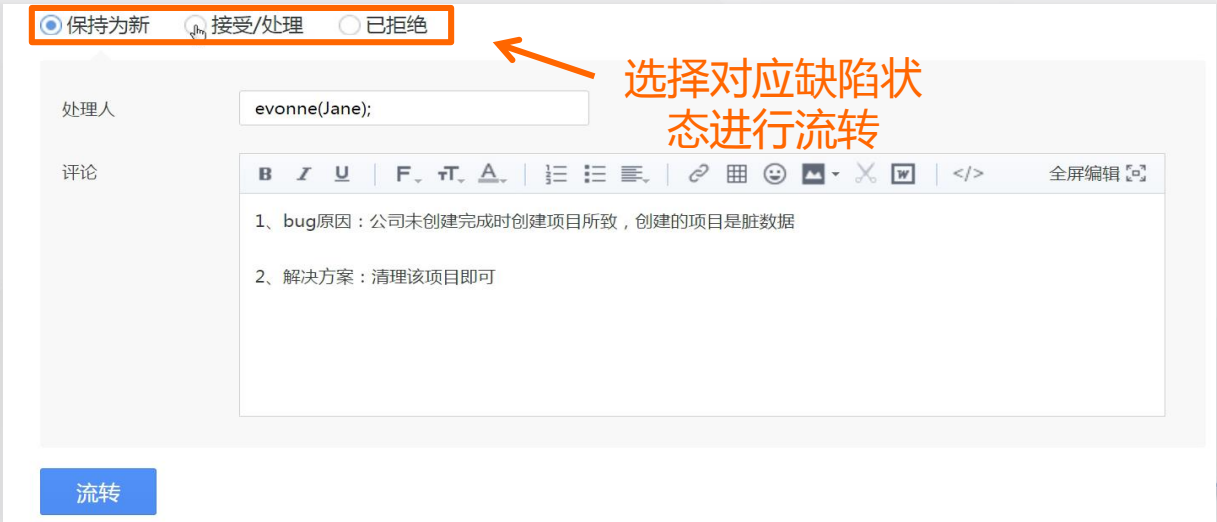 保持为新 接受/处理 已拒绝
选择对应缺陷状
态进行流转
处理人 evonne(Jane);
评论 B I U F TT A </> 全屏编辑
1、bug原因：公司未创建完成时创建项目所致，创建的项目是脏数据
2、解决方案：清理该项目即可
流转